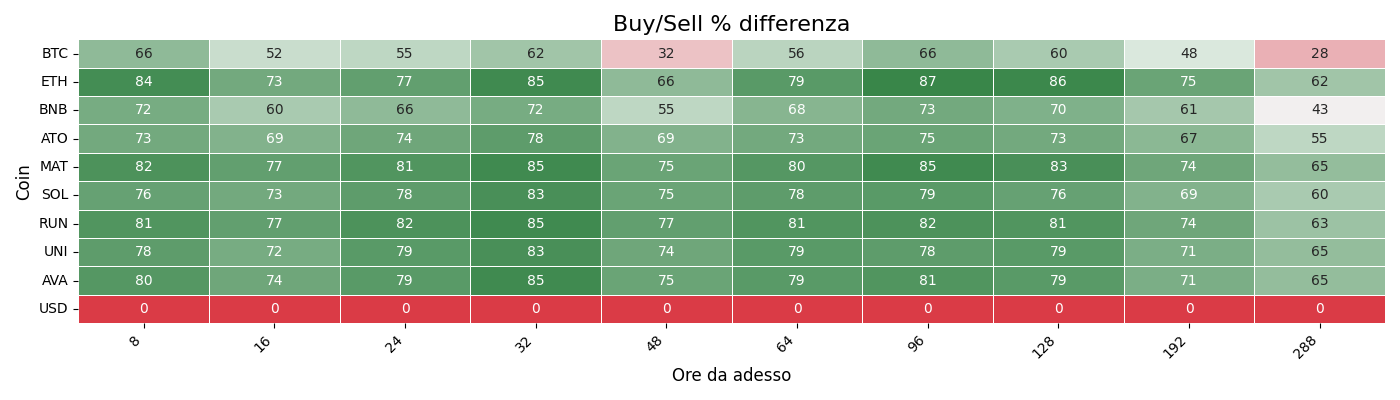 Buy/Sell % differenza
Coin
BTC 66 52 55 62 32 56 66 60 48 28
ETH 84 73 77 85 66 79 87 86 75 62
BNB 72 60 66 72 55 68 73 70 61 43
ATO 73 69 74 78 69 73 75 73 67 55
MAT 82 77 81 85 75 80 85 83 74 65
SOL 76 73 78 83 75 78 79 76 69 60
RUN 81 77 82 85 77 81 82 81 74 63
UNI 78 72 79 83 74 79 78 79 71 65
AVA 80 74 79 85 75 79 81 79 71 65
USD 0 0 0 0 0 0 0 0 0 0
8 16 24 32 48 64 96 128 192 288
Ore da adesso